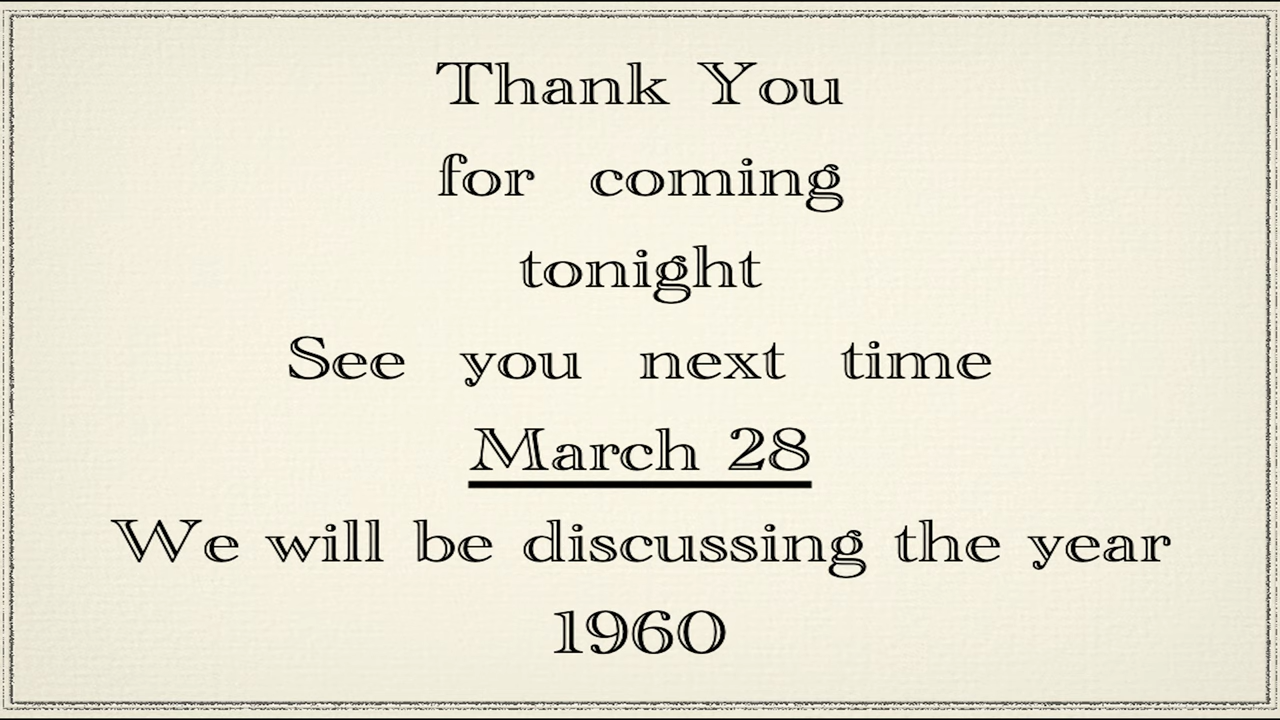 Thank You
for coming
tonight
See you next time
March 28
We will be discussing the year
1960